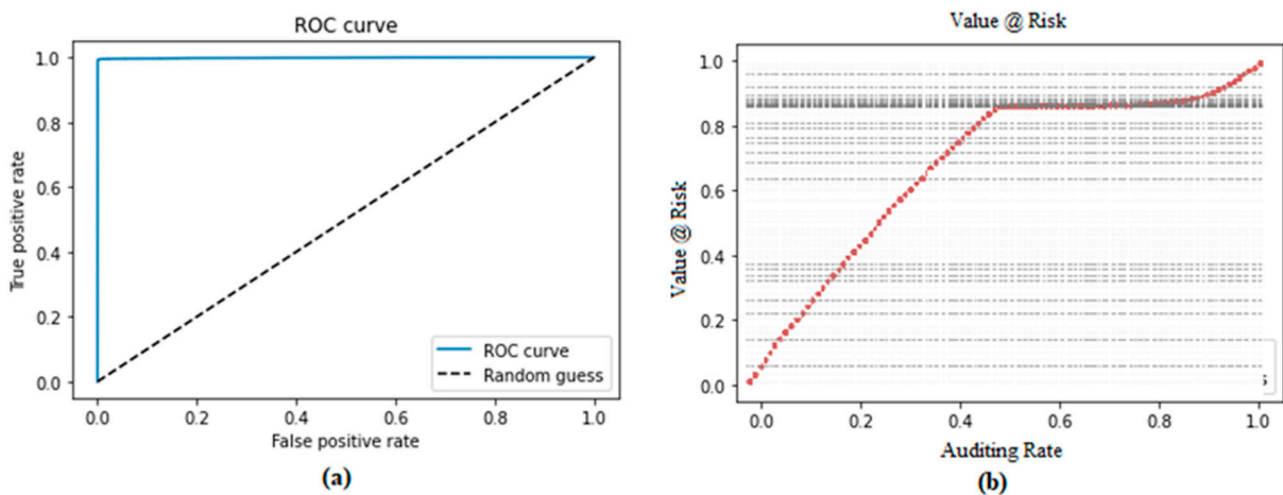 ROC curve
1.0
0.8
0.6
0.4
0.2
0.0
True positive rate
0.0 0.2 0.4 0.6 0.8 1.0
False positive rate
ROC curve
Random guess
(a)
Value @ Risk
1.0
0.8
0.6
0.4
0.2
0.0
Value @ Risk
0.0 0.2 0.4 0.6 0.8 1.0
Auditing Rate
(b)